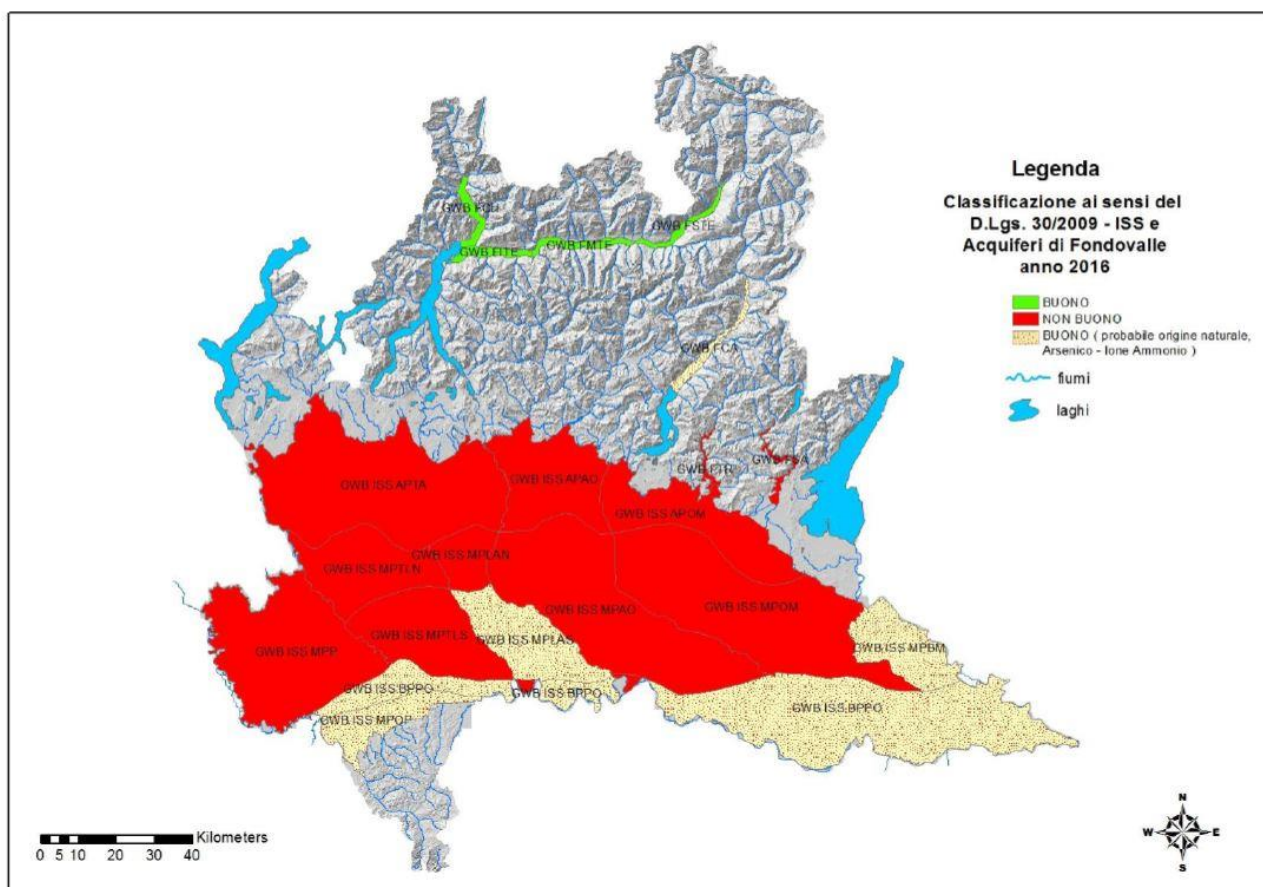 Legenda
Classificazione ai sensi del
D.Lgs. 30/2009 - ISS e
Acquiferi di Fondovalle
anno 2016
BUONO
NON BUONO
BUONO ( probabile origine naturale,
Arsenico - Ione Ammonio )
fiumi
laghi
GWB FSTE
GWB FMTE
GWB FITE
GWB FCA
GWB FTR
GWB FSA
GWB ISS APTA
GWB ISS APAO
GWB ISS APOM
GWB ISS MPTLN
GWB ISS MPLAN
GWB ISS MPAO
GWB ISS MPOM
GWB ISS MPP
GWB ISS MPTLS
GWB ISS MPLAS
GWB ISS MPBM
GWB ISS BPPO
GWB ISS BPPO
GWB ISS BPPO
GWB ISS MPOP
Kilometers
0 5 10 20 30 40
N
W E
S